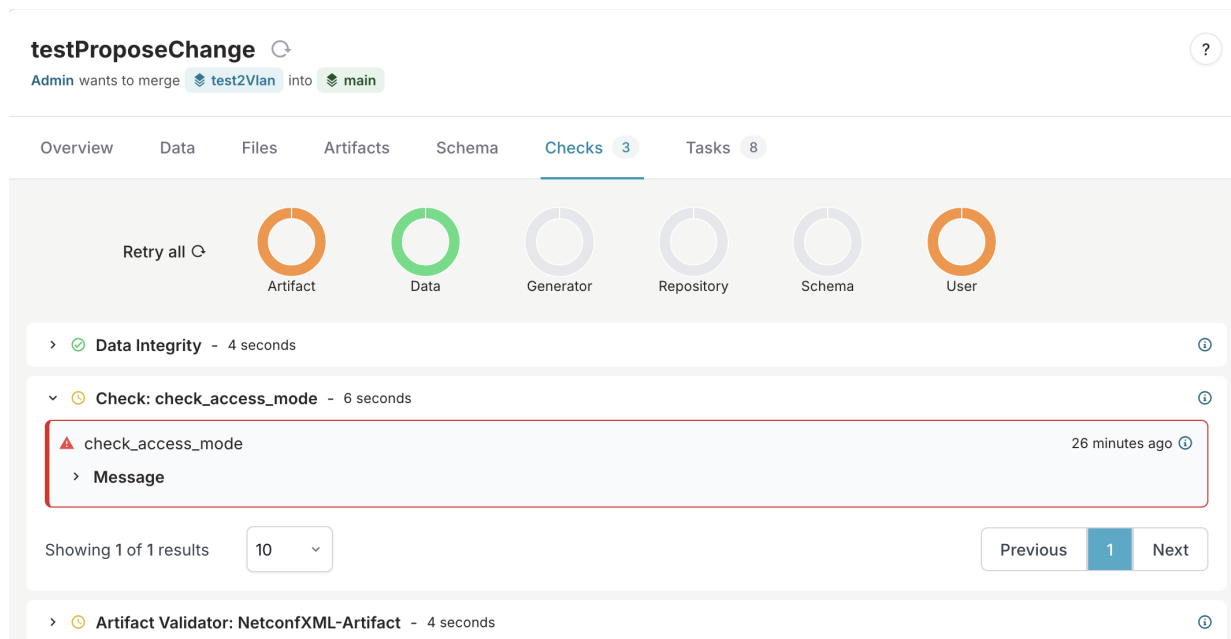 testProposeChange
?
Admin wants to merge test2Vlan into main
Overview Data Files Artifacts Schema Checks 3 Tasks 8
Retry all
Artifact Data Generator Repository Schema User
Data Integrity - 4 seconds
Check: check_access_mode - 6 seconds
check_access_mode 26 minutes ago
Message
Showing 1 of 1 results 10 Previous 1 Next
Artifact Validator: NetconfXML-Artifact - 4 seconds